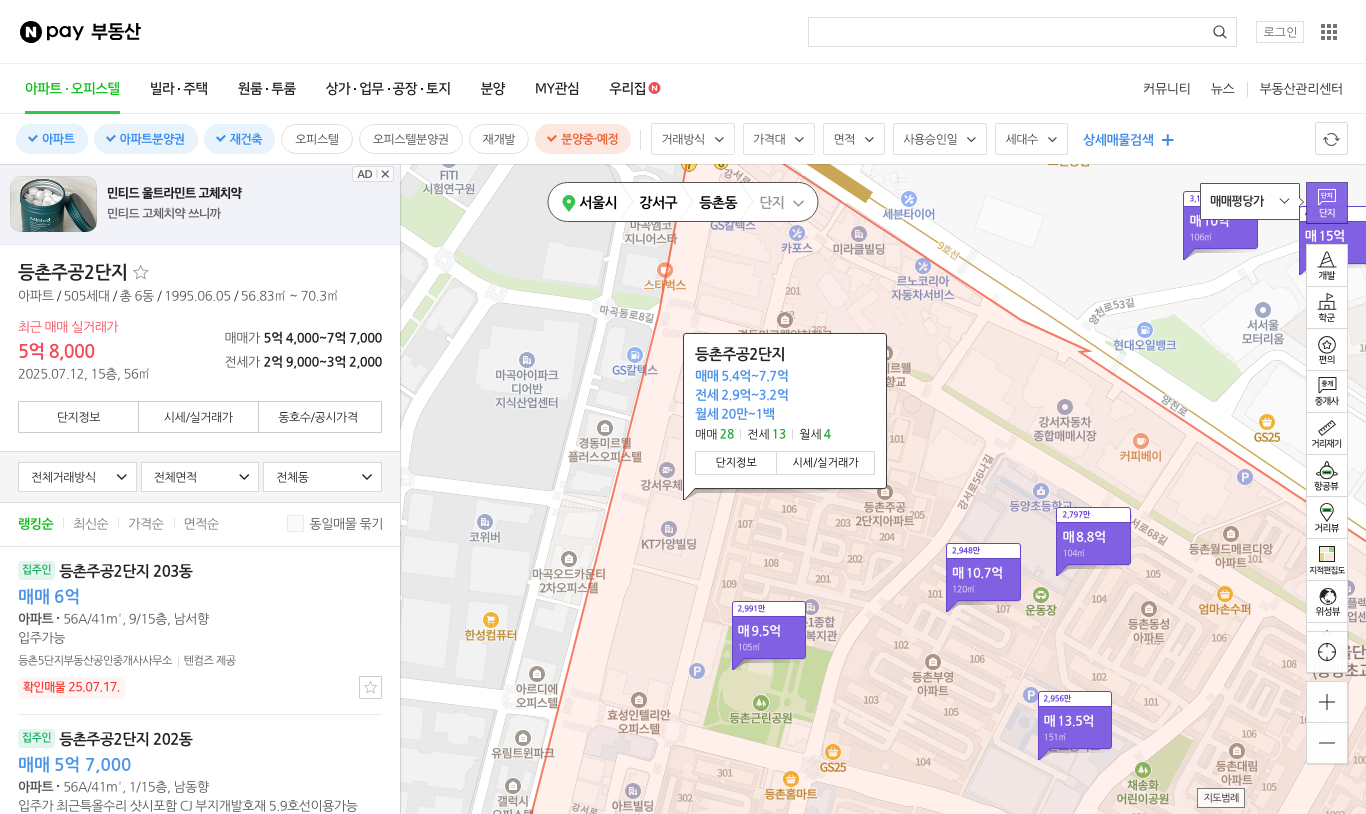 N pay 부동산
로그인
아파트·오피스텔 빌라·주택 원룸·투룸 상가·업무·공장·토지 분양 MY관심 우리집 N
커뮤니티 뉴스 부동산관리센터
아파트 아파트분양권 재건축 오피스텔 오피스텔분양권 재개발 분양중·예정
거래방식 가격대 면적 사용승인일 세대수 상세매물검색
AD
민티드 울트라민트 고체치약
민티드 고체치약 쓰니까
등촌주공2단지
아파트 / 505세대 / 총 6동 / 1995.06.05 / 56.83㎡ ~ 70.3㎡
최근 매매 실거래가
5억 8,000
2025.07.12, 15층, 56㎡
매매가 5억 4,000~7억 7,000
전세가 2억 9,000~3억 2,000
단지정보 시세/실거래가 동호수/공시가격
전체거래방식 전체면적 전체동
랭킹순 최신순 가격순 면적순 동일매물 묶기
집주인 등촌주공2단지 203동
매매 6억
아파트 · 56A/41㎡, 9/15층, 남서향
입주가능
등촌5단지부동산공인중개사사무소 텐컴즈 제공
확인매물 25.07.17.
집주인 등촌주공2단지 202동
매매 5억 7,000
아파트 · 56A/41㎡, 1/15층, 남동향
입주가 최근특올수리 샷시포함 CJ 부지개발호재 5.9호선이용가능
서울시 강서구 등촌동 단지
매매평당가
단지
단지
개발
학군
편의
중개
중개사
거리재기
항공뷰
거리뷰
지적편집도
위성뷰
지도범례
등촌주공2단지
매매 5.4억~7.7억
전세 2.9억~3.2억
월세 20만~1백
매매 28 전세 13 월세 4
단지정보 시세/실거래가
FITI
시험연구원
마곡엠코
지니어스타
GS칼텍스
카포스
미라클빌딩
세븐타이어
르노코리아
자동차서비스
9호선
스타벅스
201
마곡동로8길
GS칼텍스
마곡아이파크
디어반
지식산업센터
경동미르웰
플러스오피스텔
강서우체
KT가양빌딩
코위버
마곡오드카운티
2차오피스텔
한성컴퓨터
아르디에
오피스텔
유림트윈파크
갤럭시
오피스텔
효성인텔리안
오피스텔
아트빌딩
등촌홈마트
GS25
등촌근린공원
양천로53길
현대오일뱅크
서서울
모터리움
양천로
GS25
강서자동차
종합매매시장
커피베이
강서로56나길
101
등양초등학교
강서로68길
등촌주공
2단지아파트
등촌월드메르디앙
아파트
운동장
엄마손수퍼
등촌동성
아파트
등촌부영
아파트
등촌대림
아파트
채송화
어린이공원
107
106
105
103
202
204
108
201
109
203
101
102
105
104
106
106
103
105
104
301
302
매 10억
106㎡
매 15억
2,797만
매 8.8억
104㎡
2,948만
매 10.7억
120㎡
2,991만
매 9.5억
105㎡
2,956만
매 13.5억
151㎡